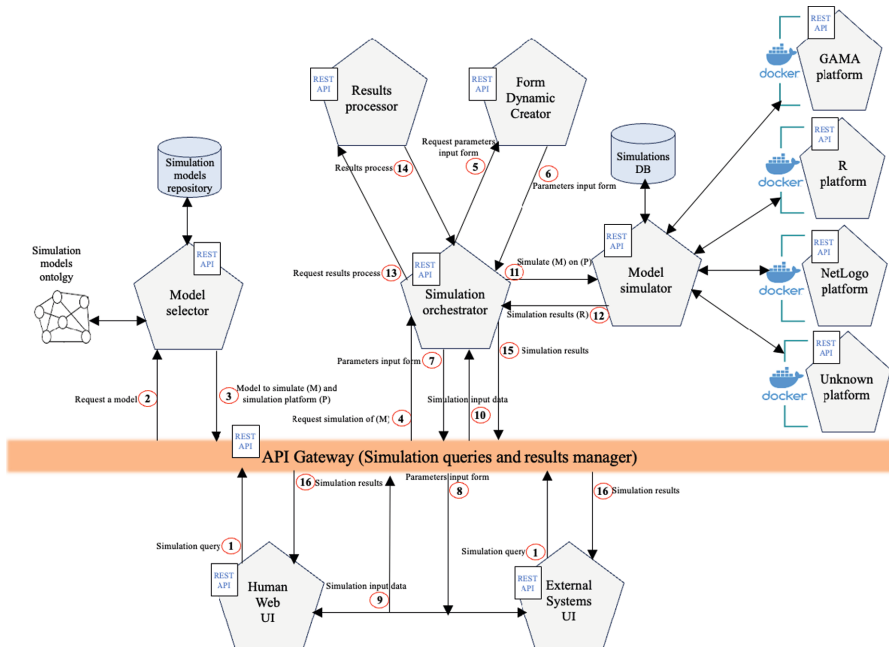 REST
API
GAMA
platform
docker
REST
API
Results
processor
REST
API
Form
Dynamic
Creator
REST
API
R
platform
docker
Simulation
models
repository
Request parameters
input form
5
Results process
14
6
Parameters input form
Simulations
DB
Simulation
models
ontolgy
REST
API
Model
selector
REST
API
Simulation
orchestrator
Request results process
13
Simulate (M) on (P)
11
REST
API
Model
simulator
Simulation results (R)
12
REST
API
NetLogo
platform
docker
Parameters input form
7
15
Simulation results
REST
API
Unknown
platform
docker
Request a model
2
3
Model to simulate (M) and
simulation platform (P)
Request simulation of (M)
4
Simulation input data
10
REST
API
API Gateway (Simulation queries and results manager)
16
Simulation results
Parameters input form
8
16
Simulation results
Simulation query
1
Simulation query
1
REST
API
Human
Web
UI
Simulation input data
9
REST
API
External
Systems
UI